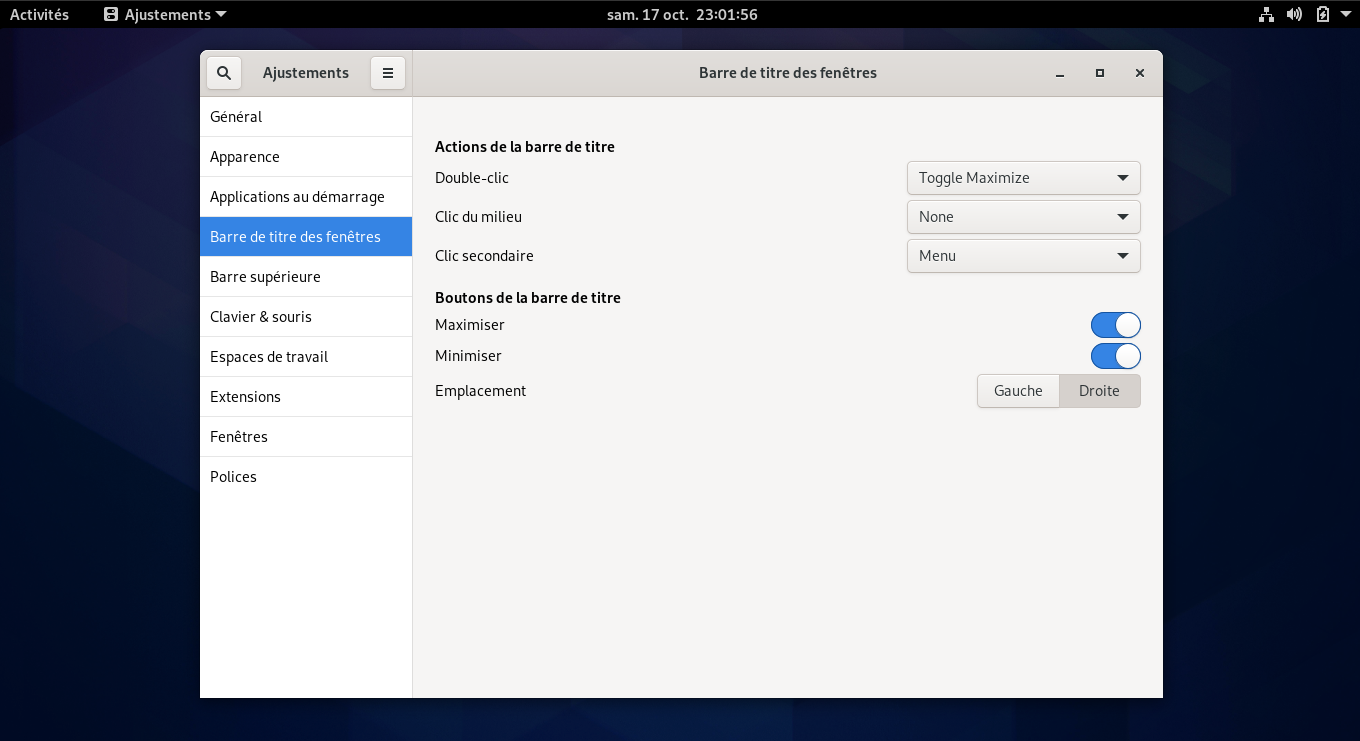 Activités Ajustements sam. 17 oct. 23:01:56
Ajustements Barre de titre des fenêtres
Général
Apparence
Applications au démarrage
Barre de titre des fenêtres
Barre supérieure
Clavier & souris
Espaces de travail
Extensions
Fenêtres
Polices
Actions de la barre de titre
Double-clic Toggle Maximize
Clic du milieu None
Clic secondaire Menu
Boutons de la barre de titre
Maximiser
Minimiser
Emplacement Gauche Droite